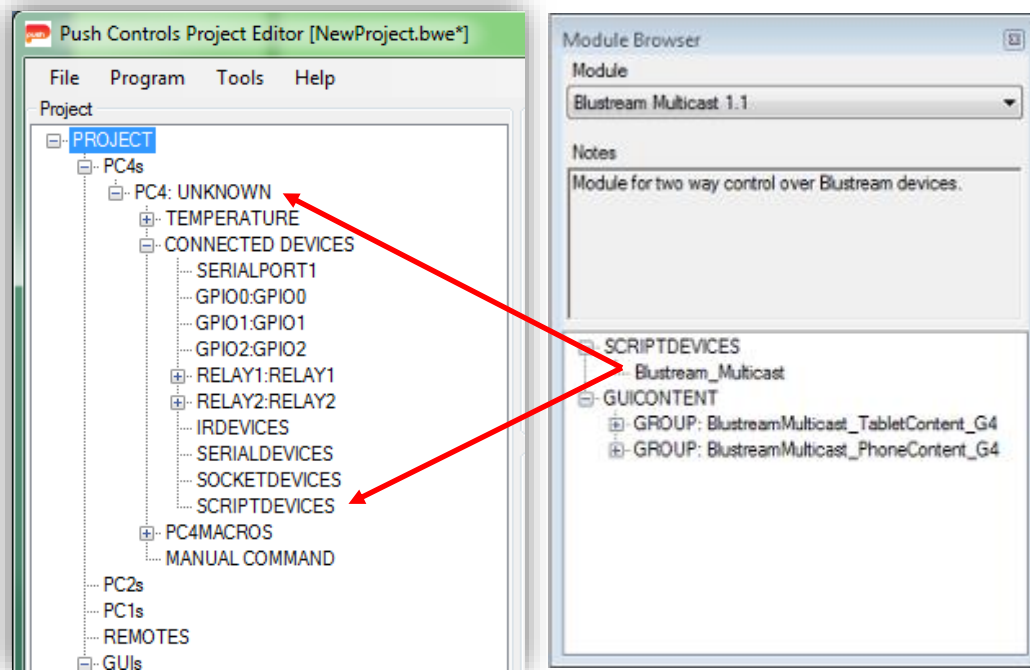 push
Push Controls Project Editor [NewProject.bwe*]
File Program Tools Help
Project
PROJECT
PC4s
PC4: UNKNOWN
TEMPERATURE
CONNECTED DEVICES
SERIALPORT1
GPIO0:GPIO0
GPIO1:GPIO1
GPIO2:GPIO2
RELAY1:RELAY1
RELAY2:RELAY2
IRDEVICES
SERIALDEVICES
SOCKETDEVICES
SCRIPTDEVICES
PC4MACROS
MANUAL COMMAND
PC2s
PC1s
REMOTES
GUIs
Module Browser
Module
Blustream Multicast 1.1
Notes
Module for two way control over Blustream devices.
SCRIPTDEVICES
Blustream_Multicast
GUICONTENT
GROUP: BlustreamMulticast_TabletContent_G4
GROUP: BlustreamMulticast_PhoneContent_G4